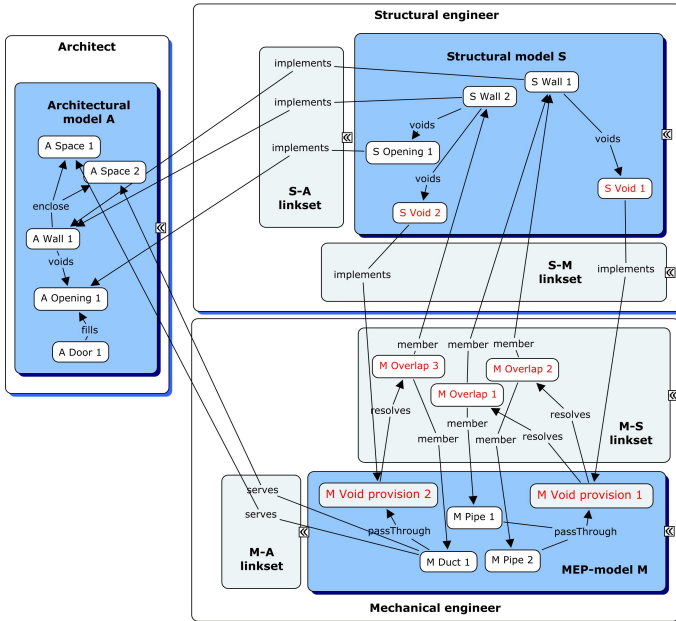 Structural engineer
Architect
Architectural
model A
A Space 1
A Space 2
enclose
A Wall 1
voids
A Opening 1
fills
A Door 1
implements
implements
implements
S-A
linkset
Structural model S
S Wall 1
S Wall 2
voids
voids
S Opening 1
voids
S Void 1
S Void 2
S-M
linkset
implements
implements
member
member
member
M Overlap 3
M Overlap 2
M Overlap 1
resolves
member
member
member
resolves
resolves
M-S
linkset
serves
serves
M-A
linkset
M Void provision 2
M Void provision 1
M Pipe 1
passThrough
passThrough
M Duct 1
M Pipe 2
MEP-model M
Mechanical engineer